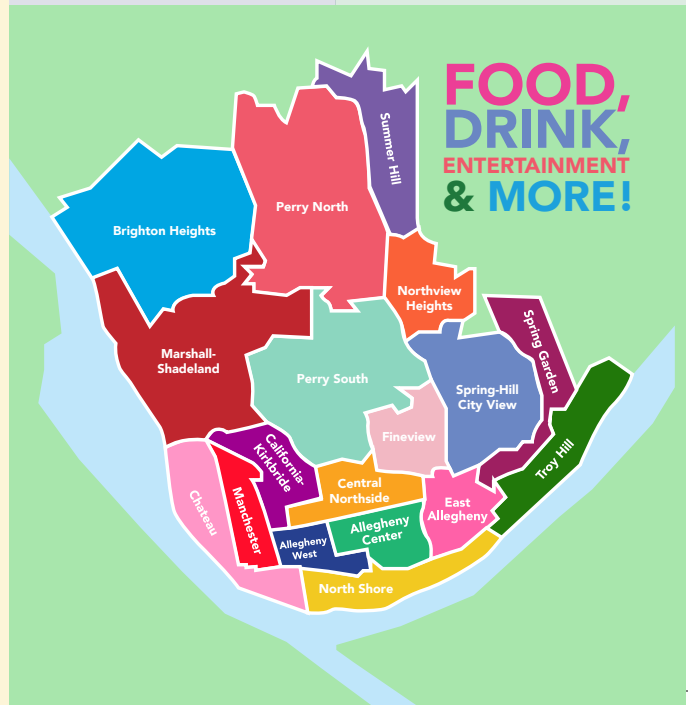 FOOD,
DRINK,
ENTERTAINMENT
& MORE!
Summer Hill
Perry North
Brighton Heights
Northview
Heights
Spring Garden
Marshall-
Shadeland
Perry South
Spring-Hill
City View
Fineview
Troy Hill
California-
Kirkbride
Central
Northside
East
Allegheny
Chateau
Manchester
Allegheny
Center
Allegheny
West
North Shore